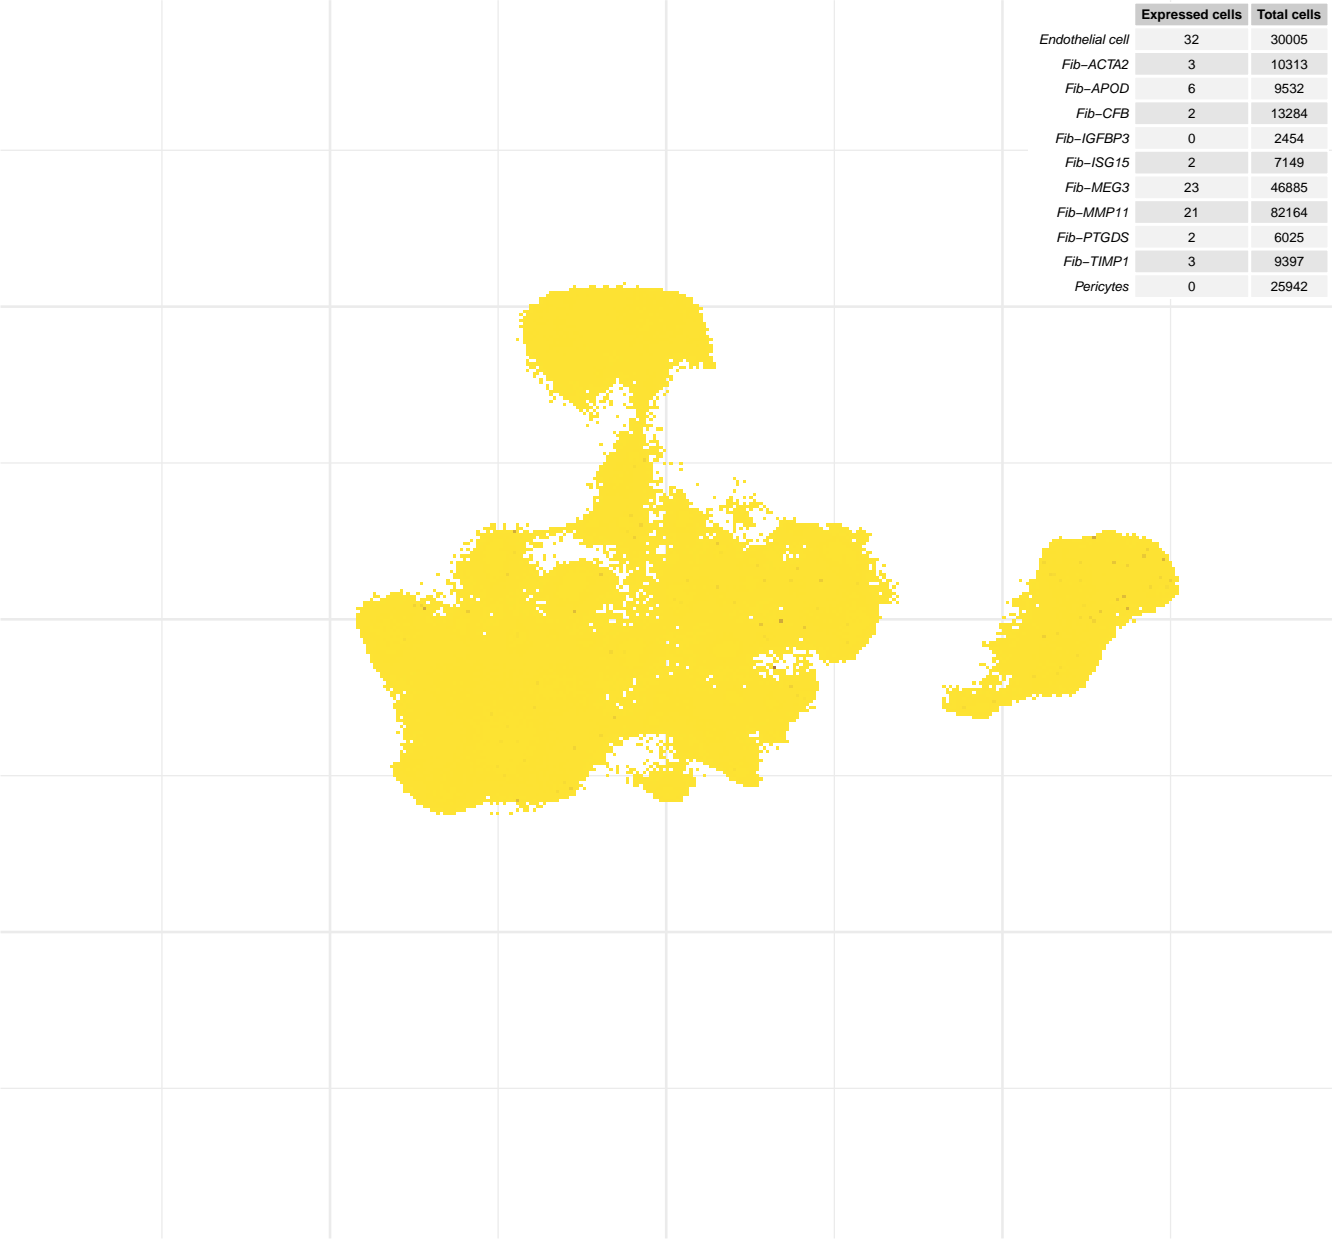 Expressed cells Total cells
Endothelial cell 32 30005
Fib−ACTA2 3 10313
Fib−APOD 6 9532
Fib−CFB 2 13284
Fib−IGFBP3 0 2454
Fib−ISG15 2 7149
Fib−MEG3 23 46885
Fib−MMP11 21 82164
Fib−PTGDS 2 6025
Fib−TIMP1 3 9397
Pericytes 0 25942